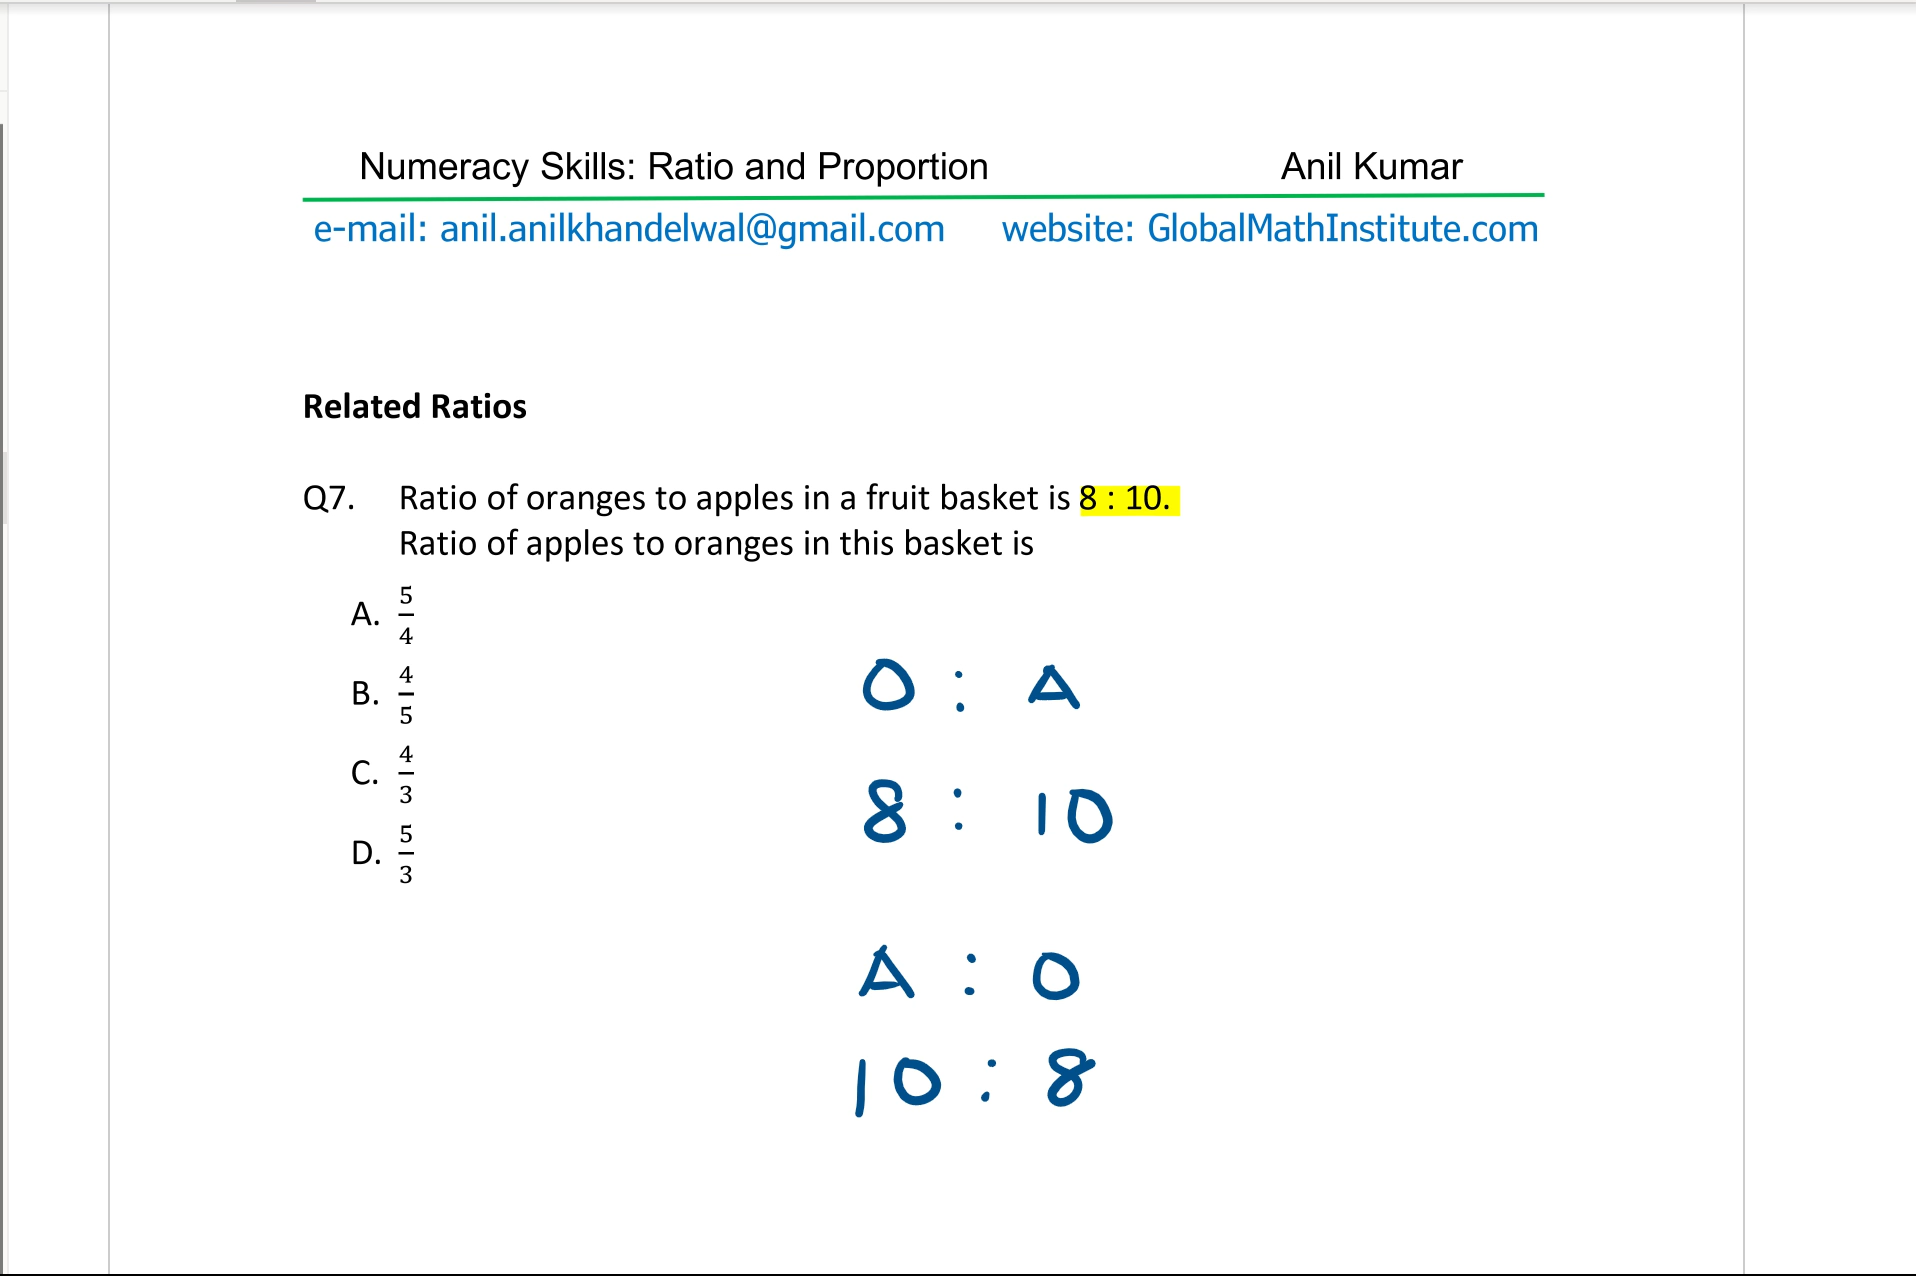 Numeracy Skills: Ratio and Proportion Anil Kumar
e-mail: anil.anilkhandelwal@gmail.com website: GlobalMathInstitute.com
Related Ratios
Q7. Ratio of oranges to apples in a fruit basket is 8 : 10.
Ratio of apples to oranges in this basket is
A. 5/4
B. 4/5
C. 4/3
D. 5/3
O : A
8 : 10
A : O
10 : 8